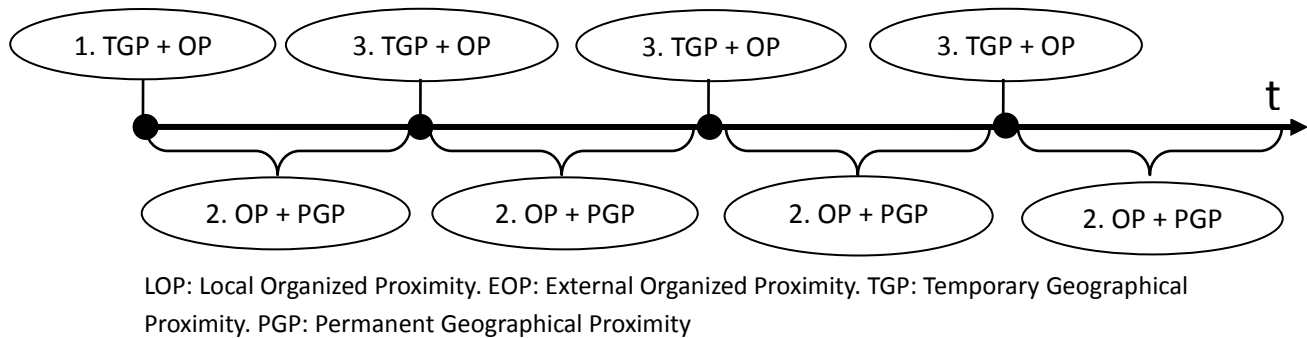 1. TGP + OP
3. TGP + OP
3. TGP + OP
3. TGP + OP
t
2. OP + PGP
2. OP + PGP
2. OP + PGP
2. OP + PGP
LOP: Local Organized Proximity. EOP: External Organized Proximity. TGP: Temporary Geographical
Proximity. PGP: Permanent Geographical Proximity